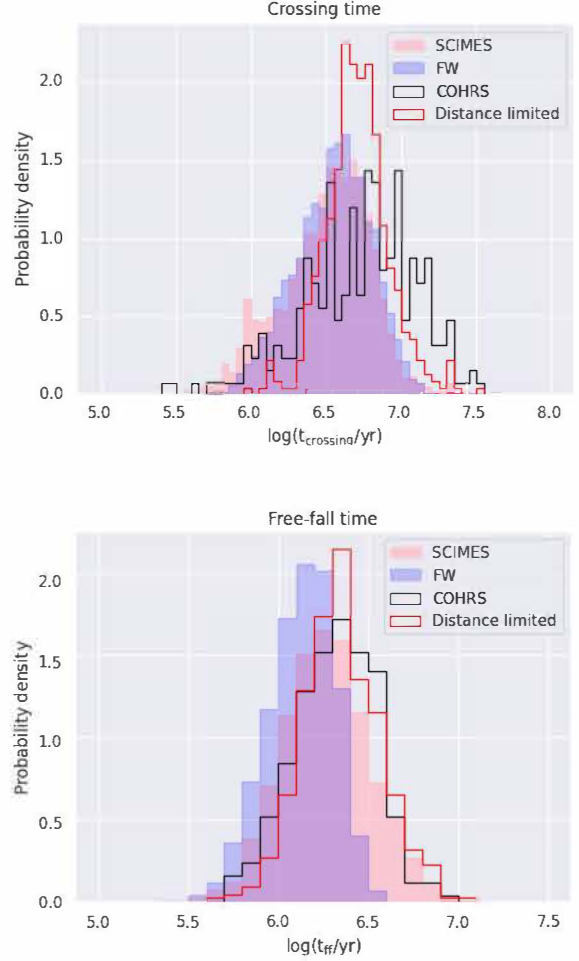 Crossing time
SCIMES
FW
COHRS
Distance limited
2.0
1.5
1.0
0.5
0.0
Probability density
5.0 5.5 6.0 6.5 7.0 7.5 8.0
log(t_crossing/yr)
Free-fall time
SCIMES
FW
COHRS
Distance limited
2.0
1.5
1.0
0.5
0.0
Probability density
5.0 5.5 6.0 6.5 7.0 7.5
log(t_ff/yr)